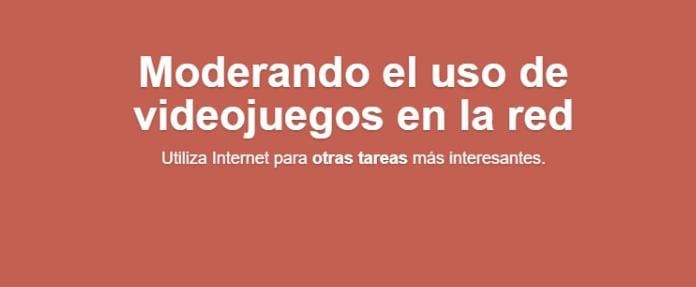 Moderando el uso de
videojuegos en la red
Utiliza Internet para otras tareas más interesantes.